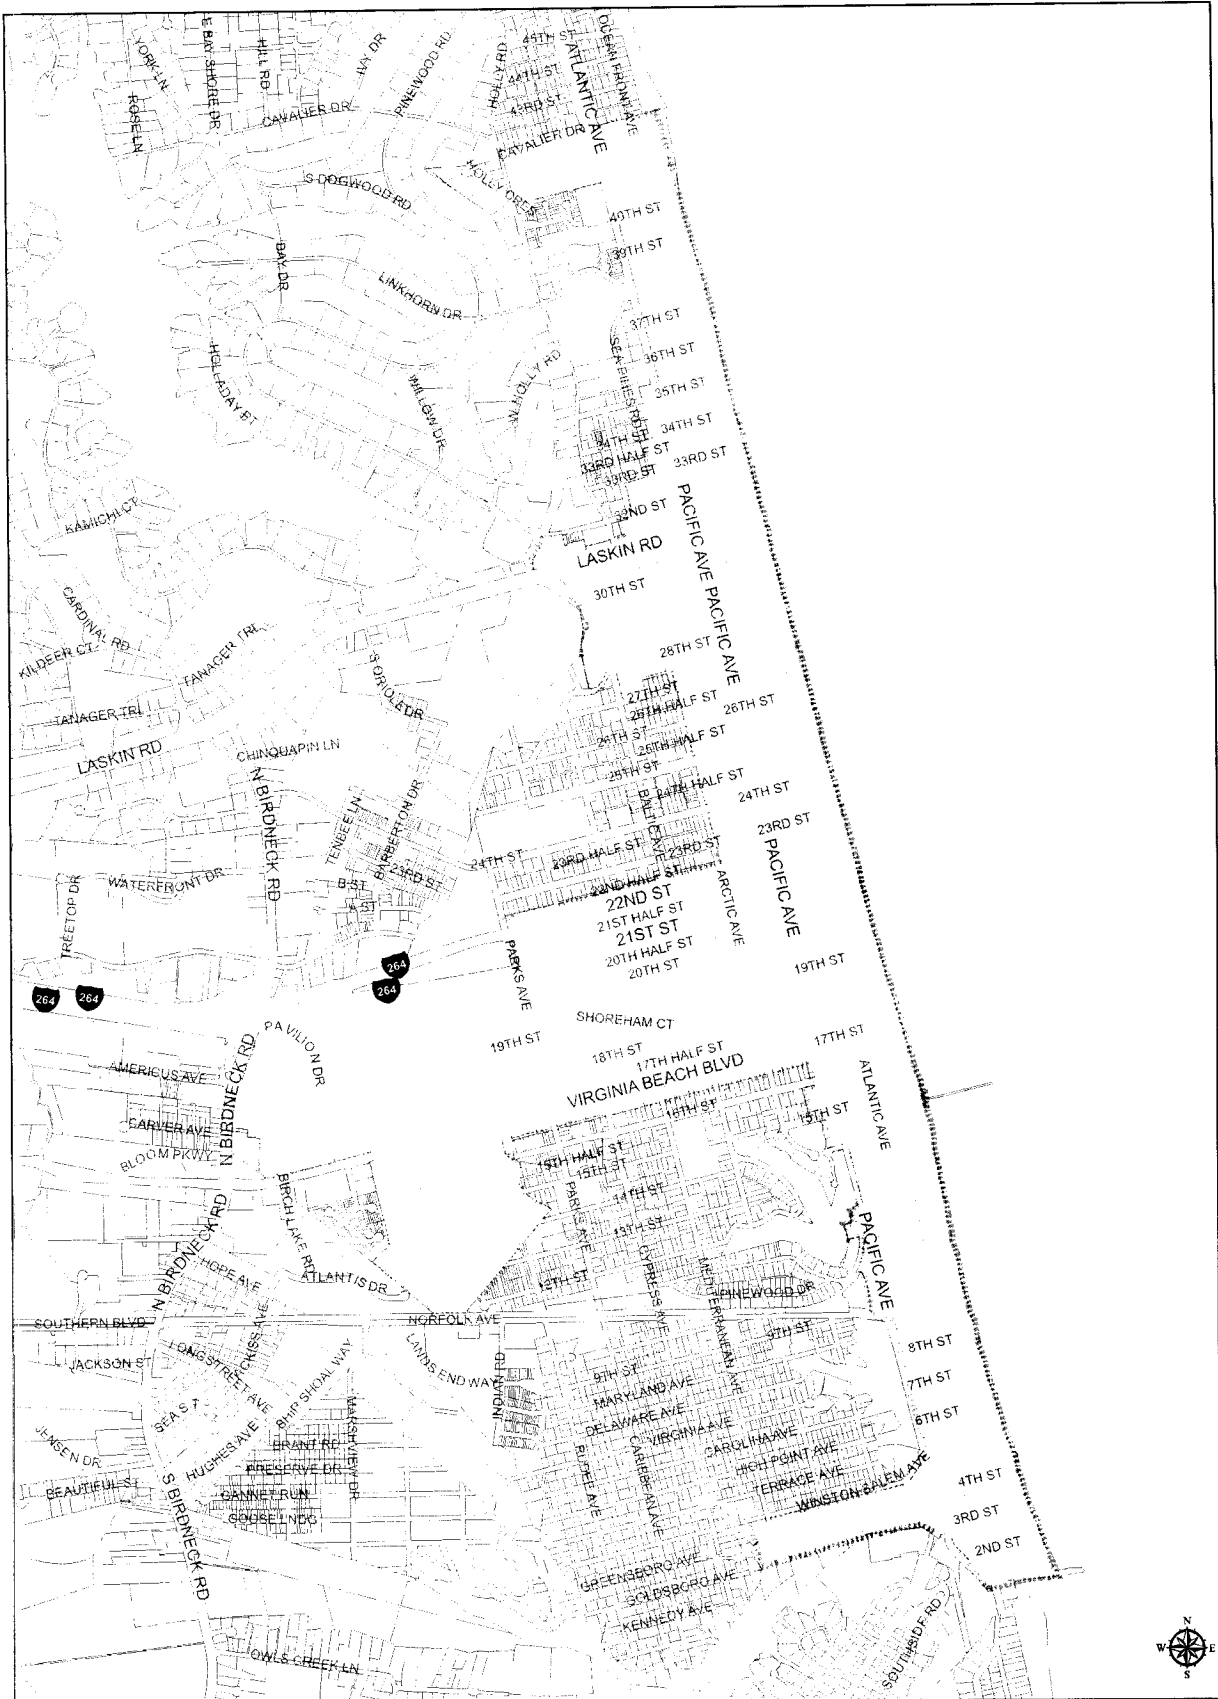 YORK LN
E BAY SHORE DR
HILL RD
IVY DR
PINEWOOD RD
HOLLY RD
45TH ST
ATLANTIC AVE
OCEAN FRONT AVE
44TH ST
43RD ST
ROSE LN
CAVALIER DR
CAVALIER DR
S DOGWOOD RD
HOLLY CRES
40TH ST
39TH ST
BAY DR
LINKHORN DR
37TH ST
SEA PINES RD
36TH ST
35TH ST
HOLLADAY PT
WILLOW DR
N HOLLY RD
34TH ST
34TH ST
33RD HALF ST
33RD ST
33RD ST
32ND ST
KAMICHI CT
LASKIN RD
PACIFIC AVE
PACIFIC AVE
30TH ST
CARDINAL RD
KILDEER CT
TANAGER TRL
28TH ST
S ORIOLE DR
27TH ST
26TH HALF ST
26TH ST
TANAGER TRL
LASKIN RD
CHINQUAPIN LN
26TH ST
25TH HALF ST
25TH ST
24TH HALF ST
24TH ST
N BIRDNECK RD
TENBEE LN
BARBERTON DR
BALTIC AVE
23RD ST
24TH ST
23RD HALF ST
23RD ST
PACIFIC AVE
WATERFRONT DR
TREETOP DR
B ST
23RD ST
A ST
22ND HALF ST
22ND ST
ARCTIC AVE
21ST HALF ST
21ST ST
20TH HALF ST
20TH ST
19TH ST
PARKS AVE
264
264
264
264
SHOREHAM CT
PAVILION DR
19TH ST
18TH ST
17TH HALF ST
17TH ST
VIRGINIA BEACH BLVD
AMERICUS AVE
N BIRDNECK RD
ATLANTIC AVE
16TH ST
15TH ST
CARVER AVE
BLOOM PKWY
15TH HALF ST
15TH ST
BIRCH LAKE RD
PARKS AVE
14TH ST
13TH ST
PACIFIC AVE
N BIRDNECK RD
HOPE AVE
ATLANTIS DR
12TH ST
CYPRESS AVE
MEDITERRANEAN AVE
PINEWOOD DR
SOUTHERN BLVD
NORFOLK AVE
9TH ST
8TH ST
JACKSON ST
LONGSTREET AVE
SHIP SHOAL WAY
LANDS END WAY
INDIAN RD
9TH ST
MARYLAND AVE
7TH ST
SEA ST
HUGHES AVE
MARSH VIEW DR
DELAWARE AVE
VIRGINIA AVE
6TH ST
JENSEN DR
BRANT RD
CAROLINA AVE
HIGH POINT AVE
PRESERVE DR
BEAUTIFUL ST
S BIRDNECK RD
GANNET RUN
GOOSE LNDG
CARIBBEAN AVE
TERRACE AVE
WINSTON SALEM AVE
4TH ST
3RD ST
2ND ST
GREENSBORO AVE
GOLDSBORO AVE
KENNEDY AVE
SOUTHSIDE RD
OWLS CREEK LN
N
W E
S